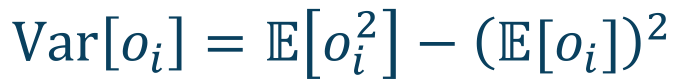 Var[oᵢ] = 𝔼[oᵢ²] − (𝔼[oᵢ])²